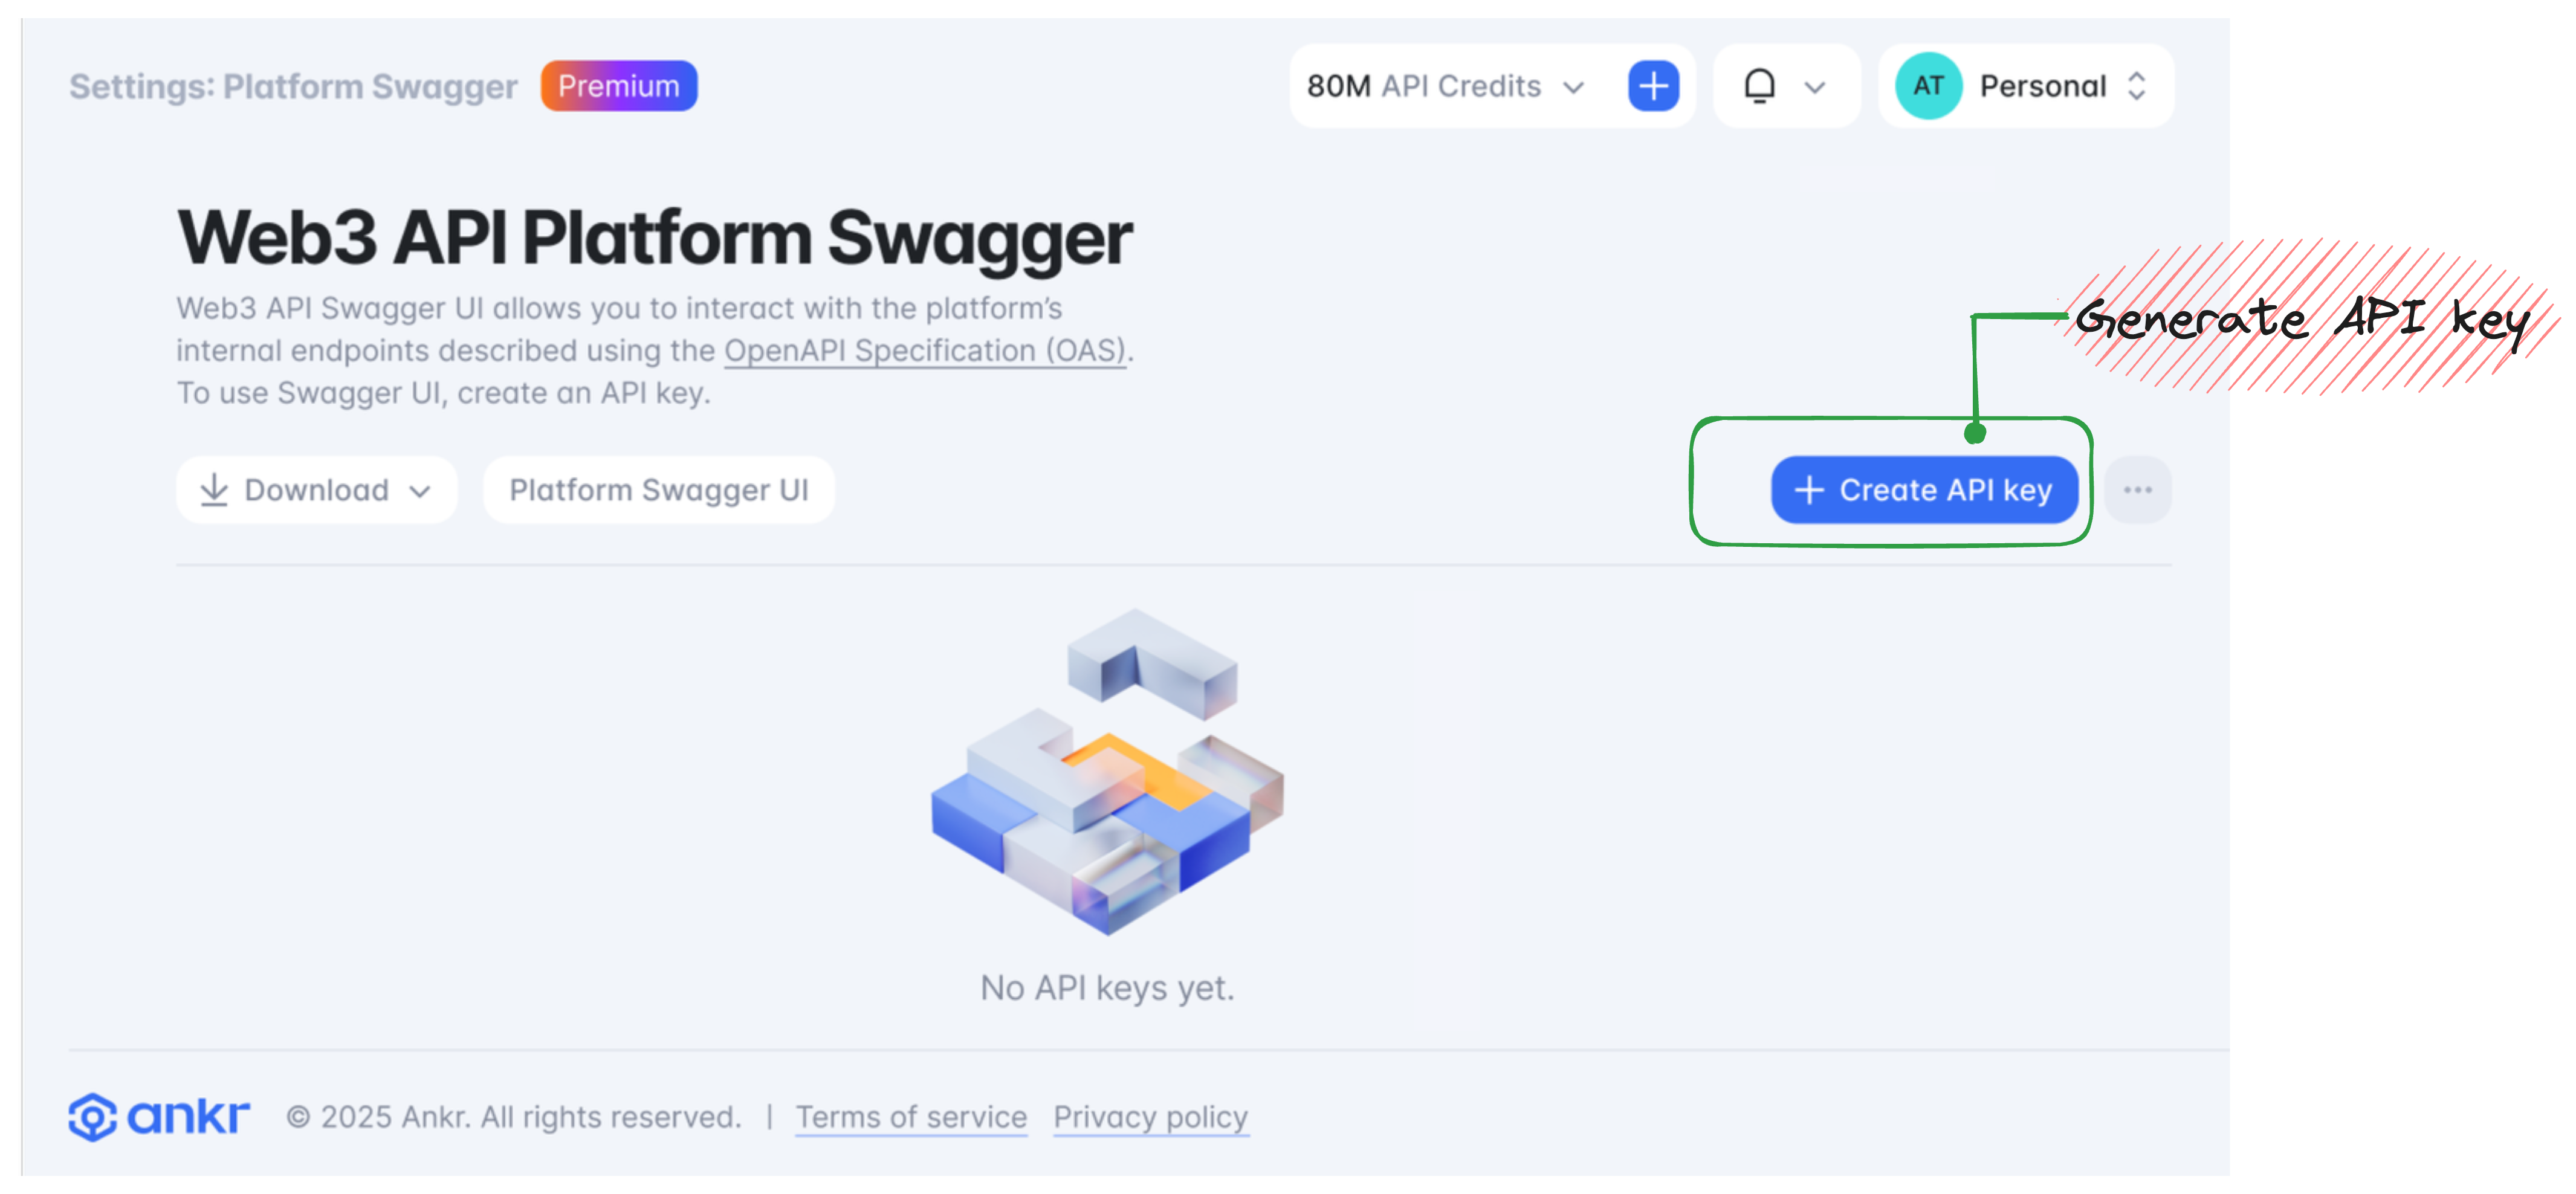 Settings: Platform Swagger Premium 80M API Credits AT Personal
Web3 API Platform Swagger
Web3 API Swagger UI allows you to interact with the platform's
internal endpoints described using the OpenAPI Specification (OAS).
To use Swagger UI, create an API key.
Generate API key
Download Platform Swagger UI + Create API key ...
No API keys yet.
ankr © 2025 Ankr. All rights reserved. | Terms of service Privacy policy